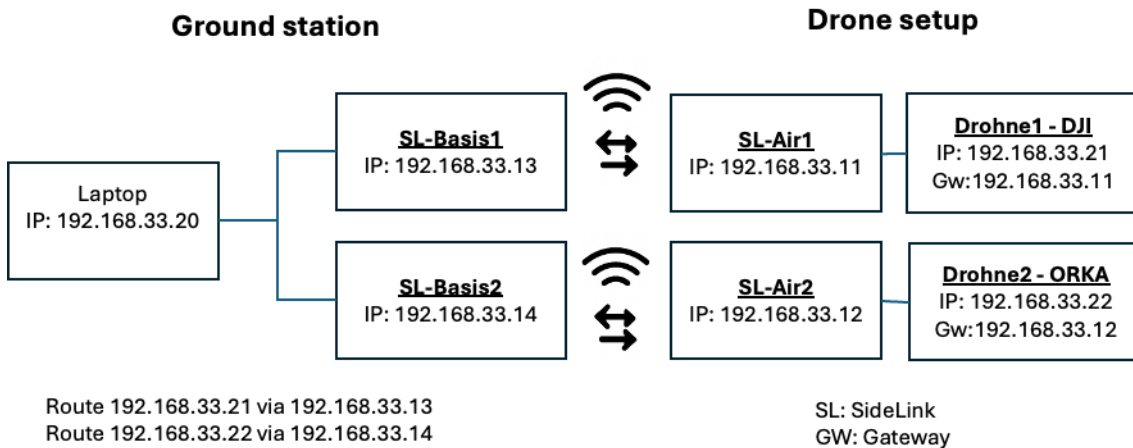 Ground station
Drone setup
Laptop
IP: 192.168.33.20
SL-Basis1
IP: 192.168.33.13
SL-Air1
IP: 192.168.33.11
Drohne1 - DJI
IP: 192.168.33.21
Gw:192.168.33.11
SL-Basis2
IP: 192.168.33.14
SL-Air2
IP: 192.168.33.12
Drohne2 - ORKA
IP: 192.168.33.22
Gw:192.168.33.12
Route 192.168.33.21 via 192.168.33.13
Route 192.168.33.22 via 192.168.33.14
SL: SideLink
GW: Gateway